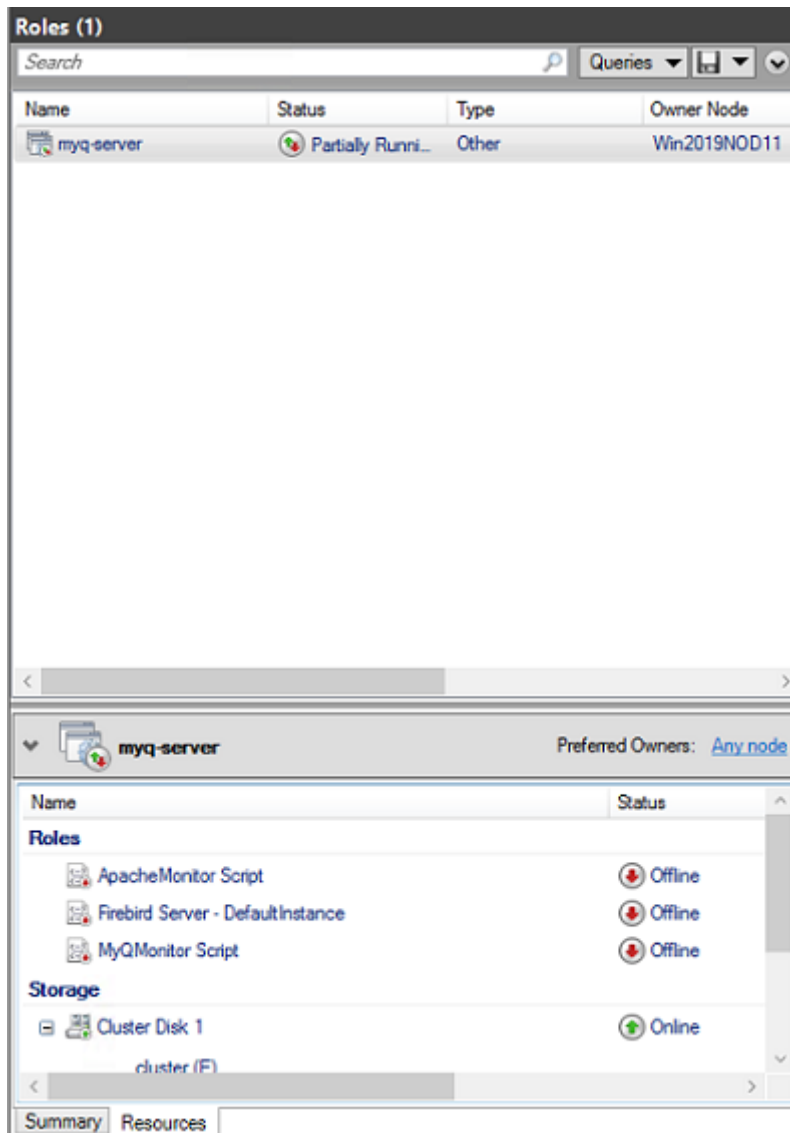 Roles (1)
Search Queries
Name Status Type Owner Node
myq-server Partially Runni... Other Win2019NOD11
myq-server Preferred Owners: Any node
Name Status
Roles
ApacheMonitor Script Offline
Firebird Server - DefaultInstance Offline
MyQMonitor Script Offline
Storage
Cluster Disk 1 Online
cluster (E)
Summary Resources